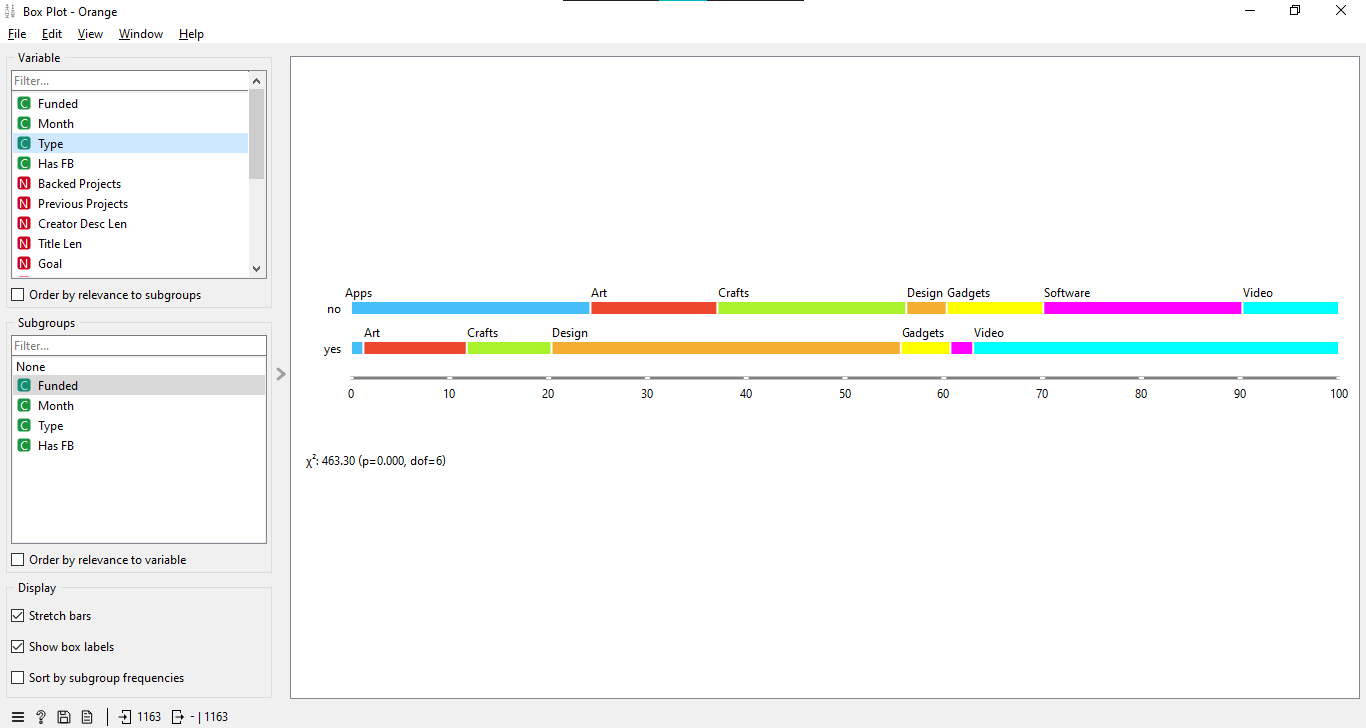 Box Plot - Orange
File Edit View Window Help
Variable
Filter...
C Funded
C Month
C Type
C Has FB
N Backed Projects
N Previous Projects
N Creator Desc Len
N Title Len
N Goal
Order by relevance to subgroups
Subgroups
Filter...
None
C Funded
C Month
C Type
C Has FB
Order by relevance to variable
Display
Stretch bars
Show box labels
Sort by subgroup frequencies
Apps Art Crafts Design Gadgets Software Video
no
Art Crafts Design Gadgets Video
yes
0 10 20 30 40 50 60 70 80 90 100
χ²: 463.30 (p=0.000, dof=6)
? 1163 - | 1163